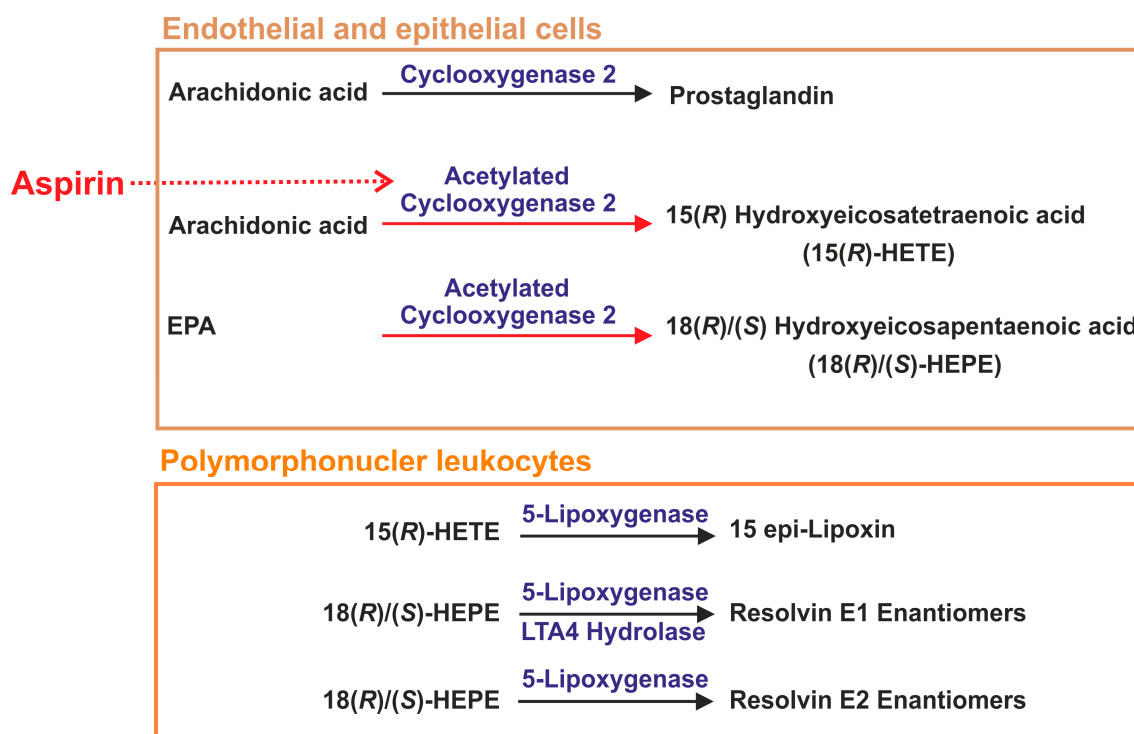 Endothelial and epithelial cells
Arachidonic acid
Cyclooxygenase 2
Prostaglandin
Aspirin
Arachidonic acid
Acetylated
Cyclooxygenase 2
15(R) Hydroxyeicosatetraenoic acid
(15(R)-HETE)
EPA
Acetylated
Cyclooxygenase 2
18(R)/(S) Hydroxyeicosapentaenoic acid
(18(R)/(S)-HEPE)
Polymorphonucler leukocytes
15(R)-HETE
5-Lipoxygenase
15 epi-Lipoxin
18(R)/(S)-HEPE
5-Lipoxygenase
LTA4 Hydrolase
Resolvin E1 Enantiomers
18(R)/(S)-HEPE
5-Lipoxygenase
Resolvin E2 Enantiomers